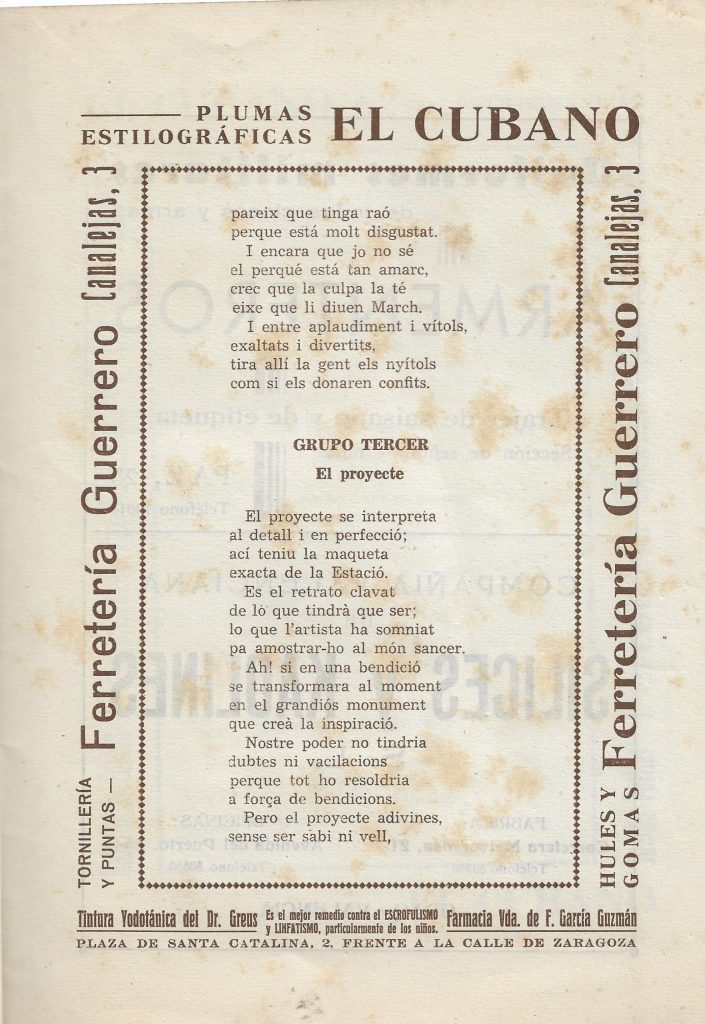 PLUMAS
ESTILOGRÁFICAS
EL CUBANO
TORNILLERÍA
Y PUNTAS —
Ferretería Guerrero Canalejas, 3
pareix que tinga raó
perque está molt disgustat.
I encara que jo no sé
el perqué está tan amarc,
crec que la culpa la té
eixe que li diuen March.
I entre aplaudiment i vítols,
exaltats i divertits,
tira allí la gent els nyítols
com si els donaren confits.
GRUPO TERCER
El proyecte
El proyecte se interpreta
al detall i en perfecció;
ací teniu la maqueta
exacta de la Estació.
Es el retrato clavat
de lo que tindrà que ser;
lo que l'artista ha somniat
pa amostrar-ho al món sancer.
Ah! si en una bendició
se transformara al moment
en el grandiós monument
que creà la inspiració.
Nostre poder no tindria
dubtes ni vacilacions
perque tot ho resoldria
a força de bendicions.
Pero el proyecte adivines,
sense ser sabi ni vell,
HULES Y
GOMAS
Ferretería Guerrero Canalejas, 3
Tintura Yodotánica del Dr. Greus
Es el mejor remedio contra el ESCROFULISMO
y LINFATISMO, particularmente de los niños.
Farmacia Vda. de F. García Guzmán
PLAZA DE SANTA CATALINA, 2, FRENTE A LA CALLE DE ZARAGOZA